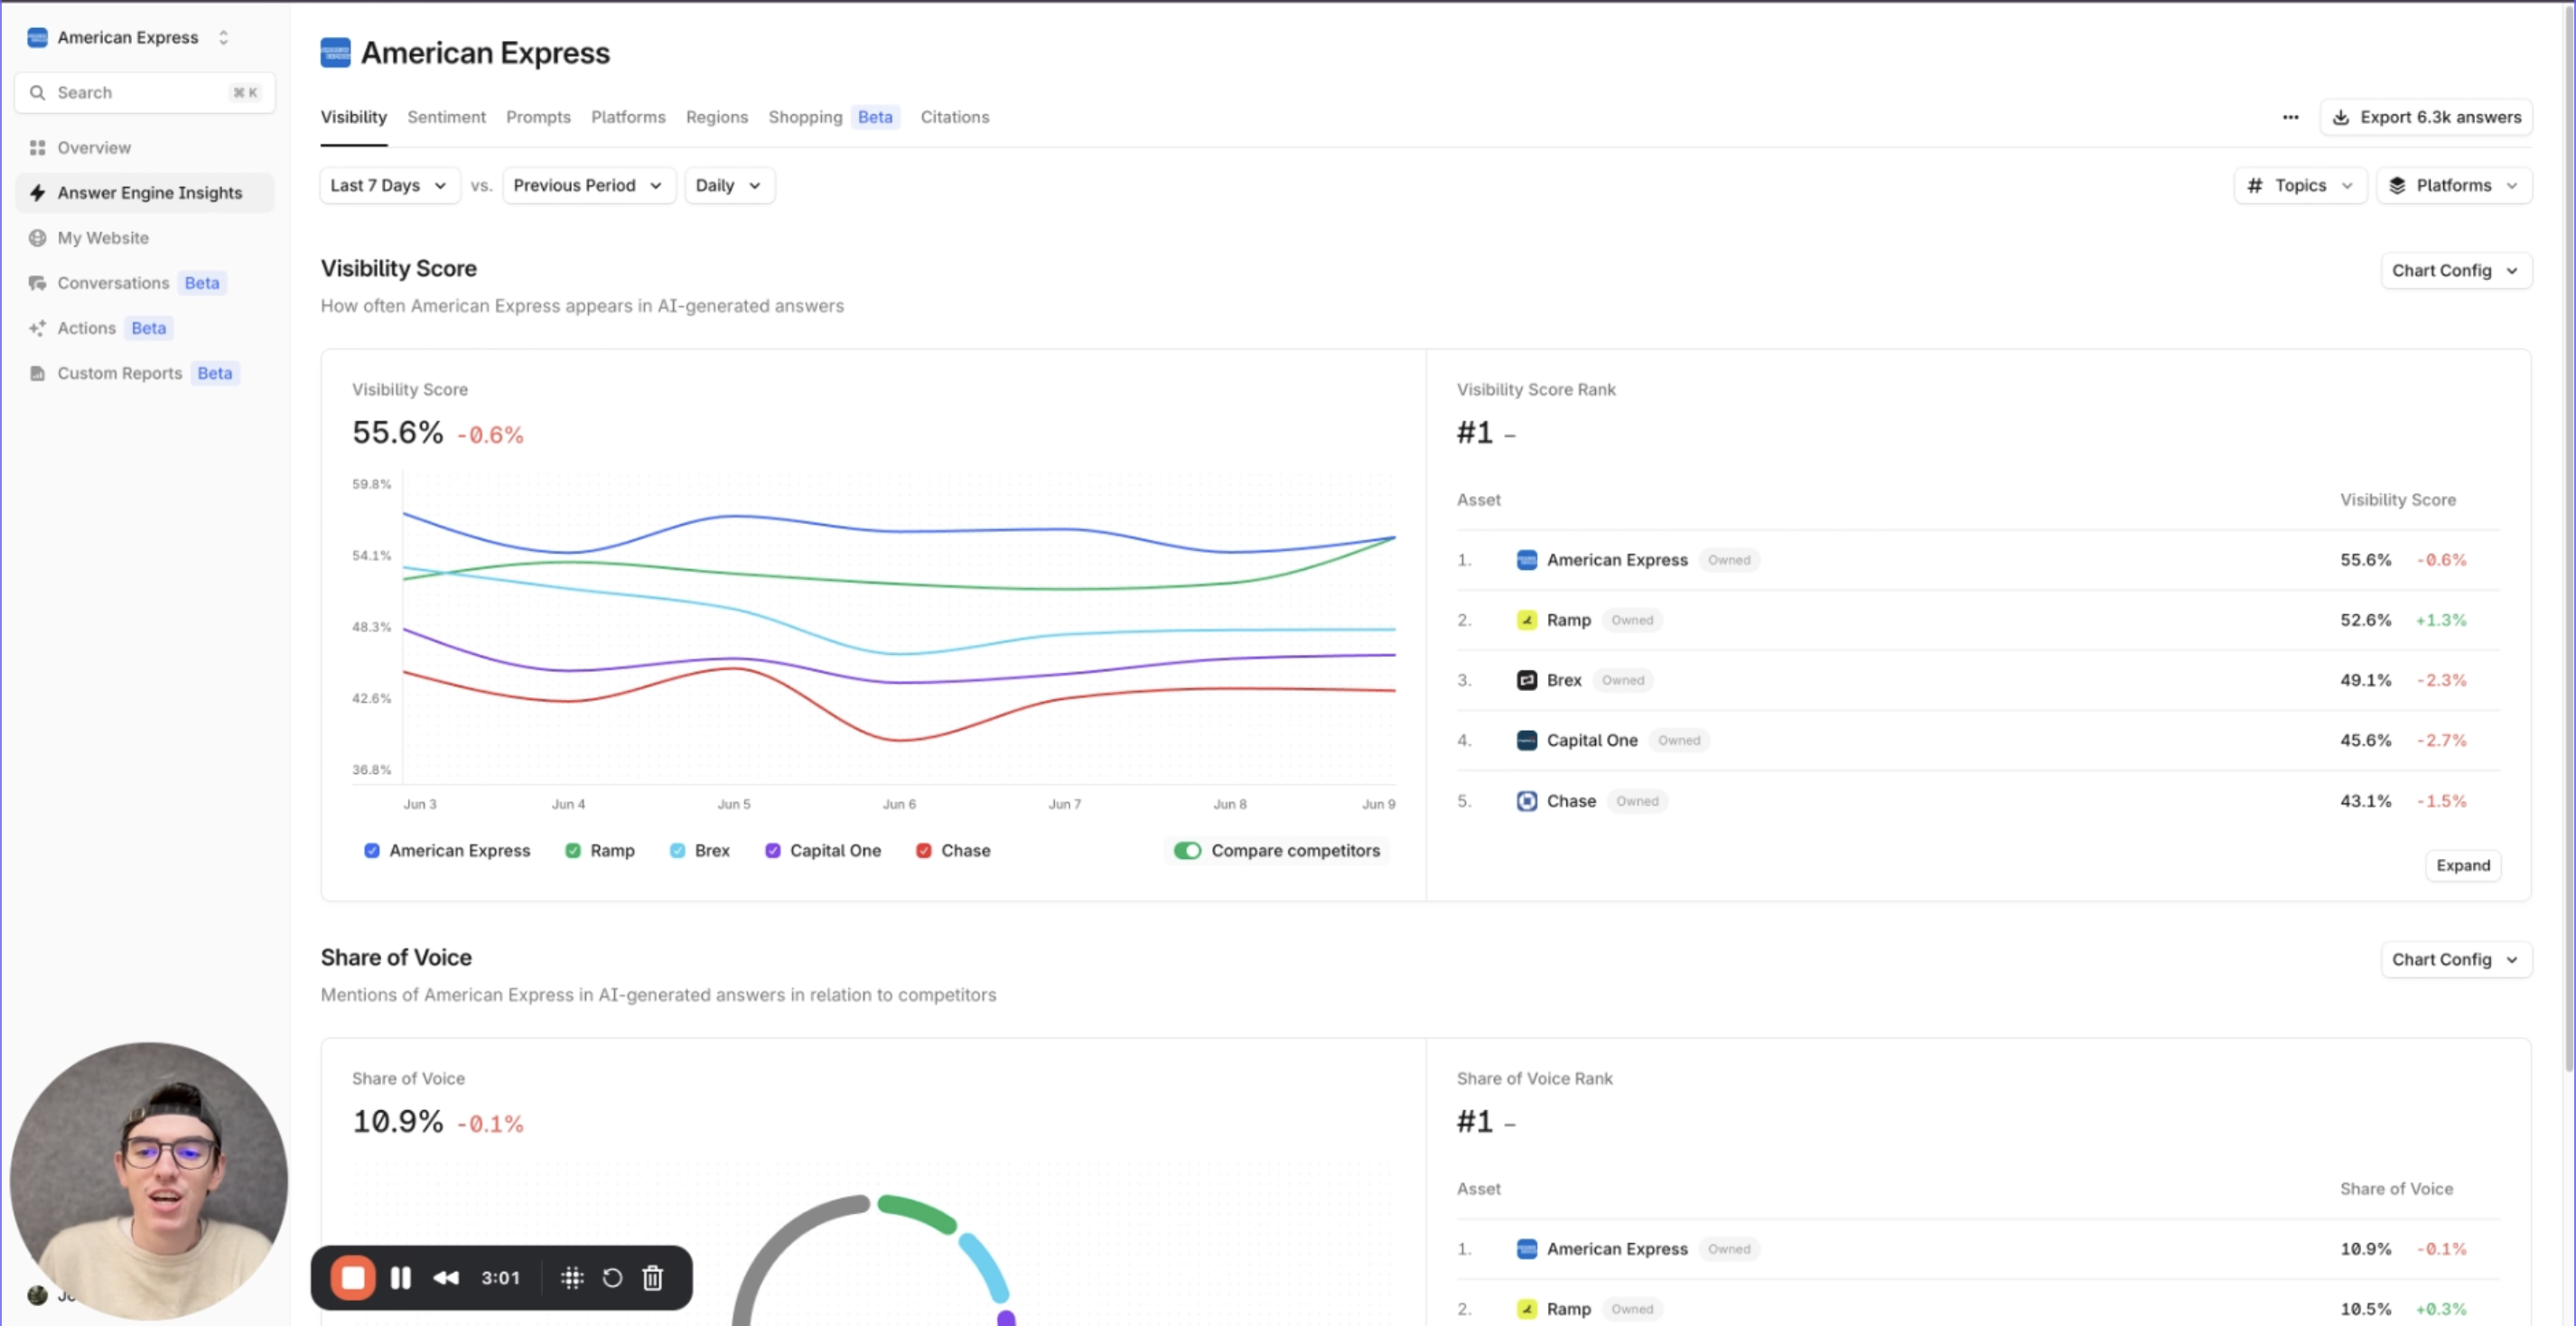 American Express
Search ⌘ K
Overview
Answer Engine Insights
My Website
Conversations Beta
Actions Beta
Custom Reports Beta
American Express
Visibility Sentiment Prompts Platforms Regions Shopping Beta Citations
Export 6.3k answers
Last 7 Days vs. Previous Period Daily
# Topics Platforms
Visibility Score
Chart Config
How often American Express appears in AI-generated answers
Visibility Score
55.6% -0.6%
59.8%
54.1%
48.3%
42.6%
36.8%
Jun 3 Jun 4 Jun 5 Jun 6 Jun 7 Jun 8 Jun 9
American Express Ramp Brex Capital One Chase Compare competitors
Visibility Score Rank
#1 –
Asset Visibility Score
1. American Express Owned 55.6% -0.6%
2. Ramp Owned 52.6% +1.3%
3. Brex Owned 49.1% -2.3%
4. Capital One Owned 45.6% -2.7%
5. Chase Owned 43.1% -1.5%
Expand
Share of Voice
Chart Config
Mentions of American Express in AI-generated answers in relation to competitors
Share of Voice
10.9% -0.1%
Share of Voice Rank
#1 –
Asset Share of Voice
1. American Express Owned 10.9% -0.1%
2. Ramp Owned 10.5% +0.3%
3:01